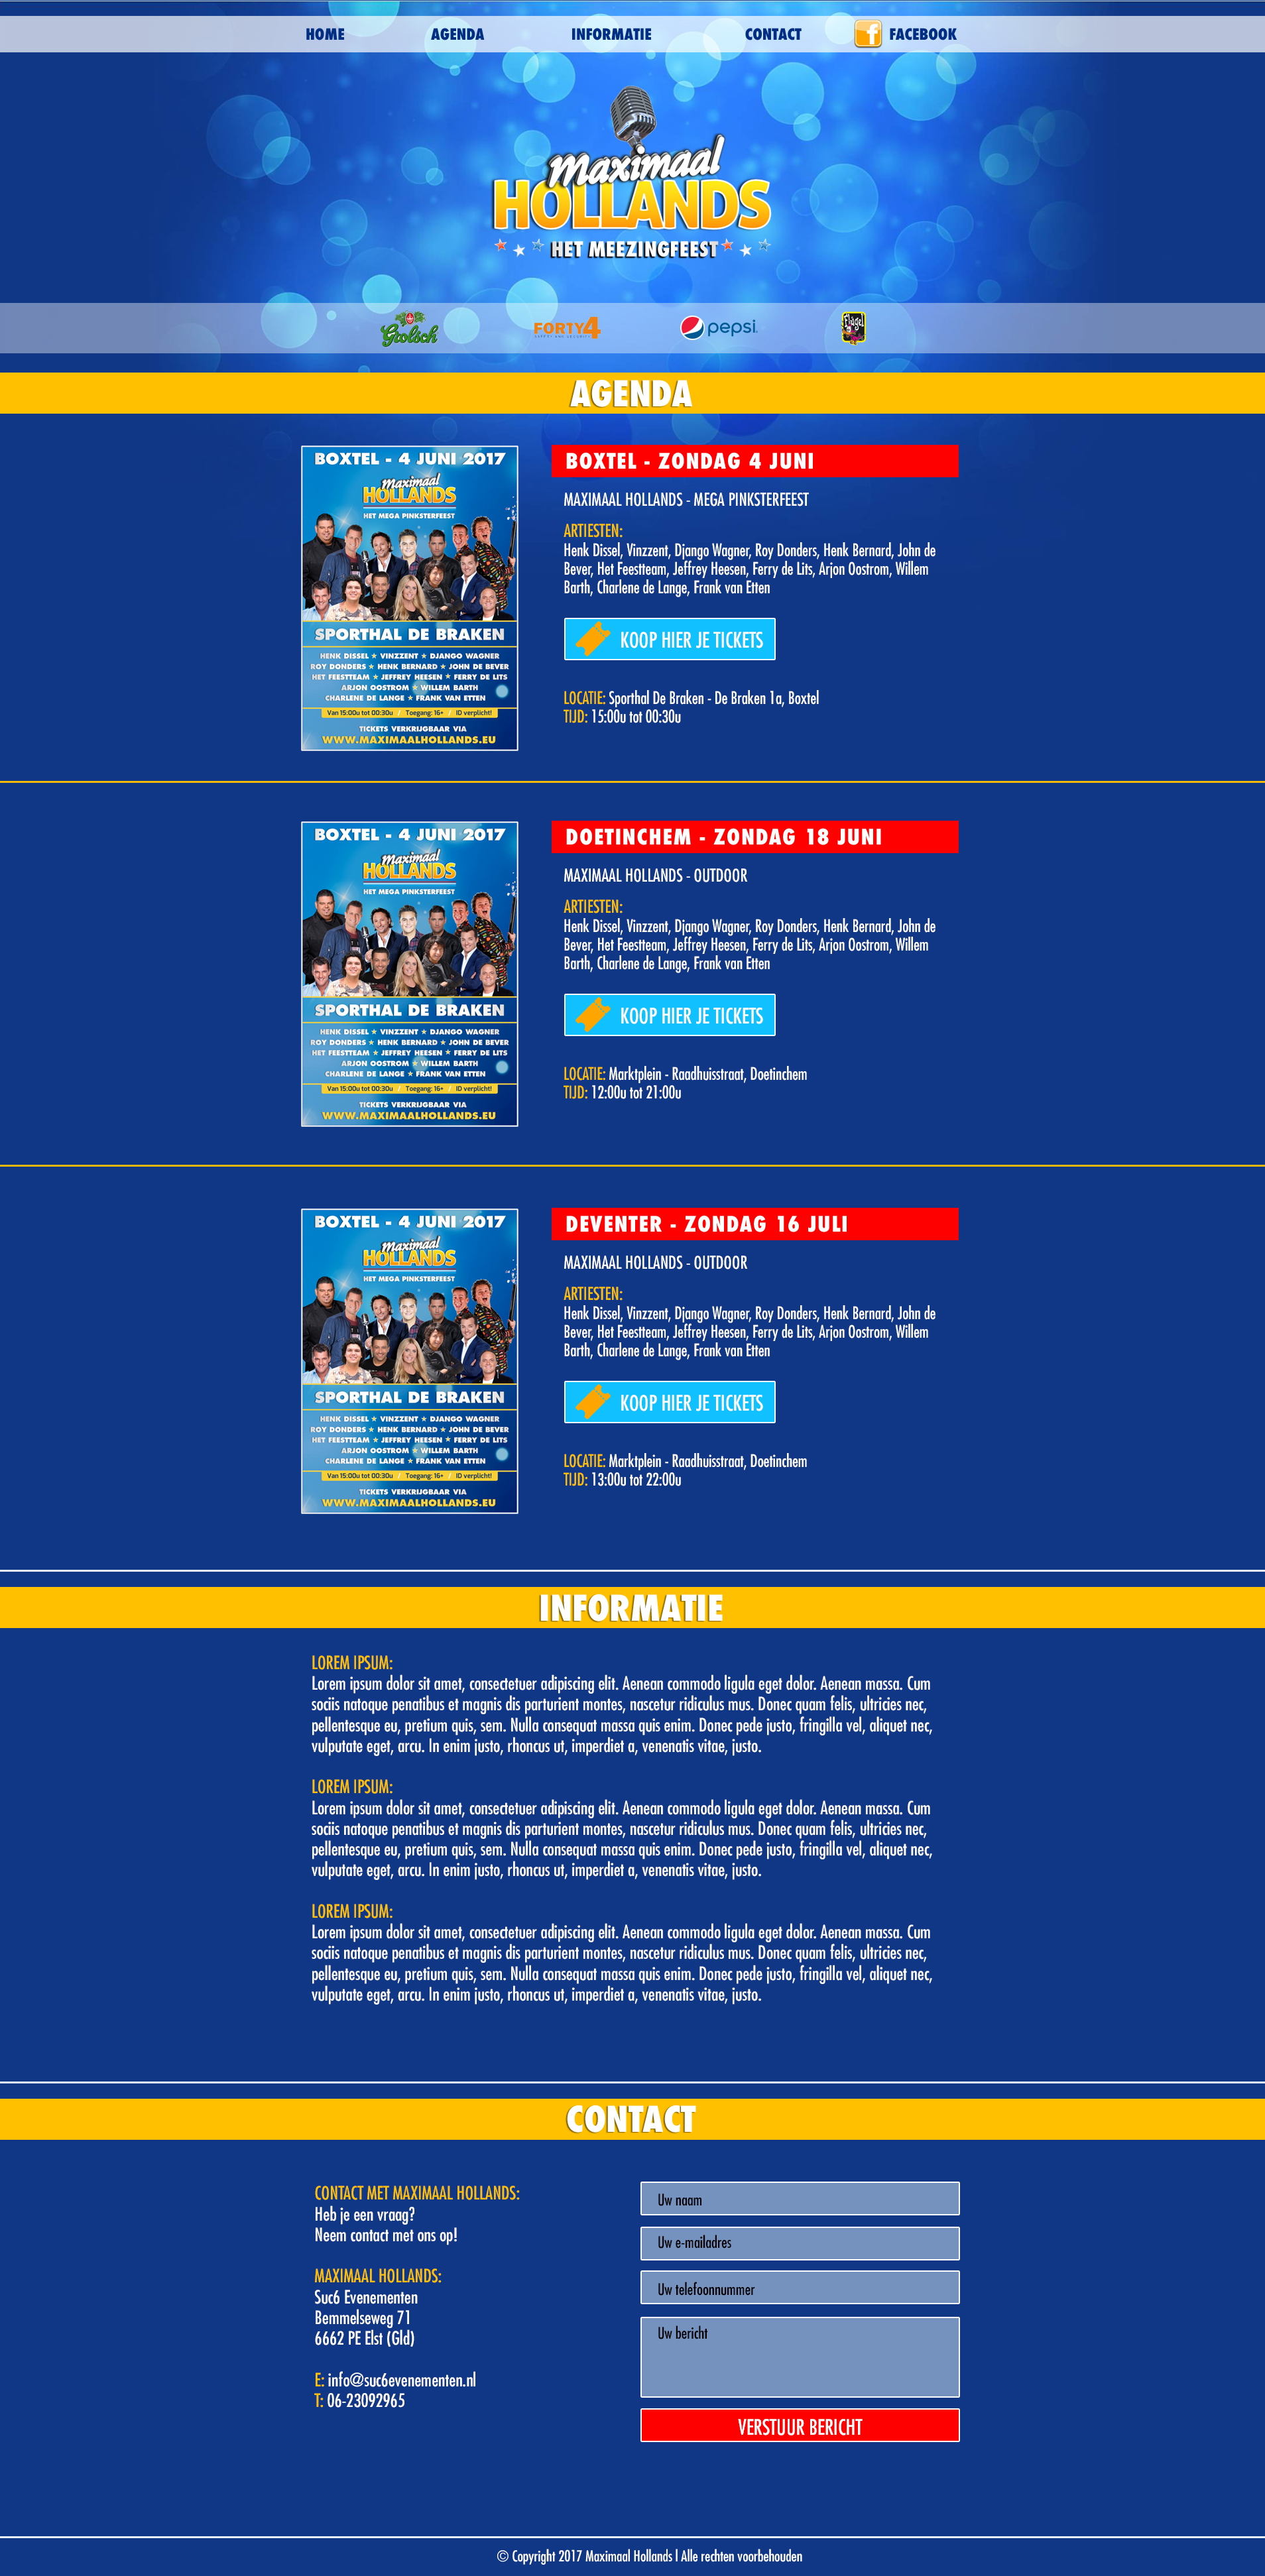 HOME
AGENDA
INFORMATIE
CONTACT
FACEBOOK
maximaal
HOLLANDS
HET MEEZINGFEEST
Grolsch
FORTY4
SAFETY AND SECURITY
pepsi
Flügel
AGENDA
BOXTEL - 4 JUNI 2017
maximaal
HOLLANDS
HET MEGA PINKSTERFEEST
SPORTHAL DE BRAKEN
HENK DISSEL ★ VINZZENT ★ DJANGO WAGNER
ROY DONDERS ★ HENK BERNARD ★ JOHN DE BEVER
HET FEESTTEAM ★ JEFFREY HEESEN ★ FERRY DE LITS
ARJON OOSTROM ★ WILLEM BARTH
CHARLENE DE LANGE ★ FRANK VAN ETTEN
Van 15:00u tot 00:30u / Toegang: 16+ / ID verplicht!
TICKETS VERKRIJGBAAR VIA
WWW.MAXIMAALHOLLANDS.EU
BOXTEL - ZONDAG 4 JUNI
MAXIMAAL HOLLANDS - MEGA PINKSTERFEEST
ARTIESTEN:
Henk Dissel, Vinzzent, Django Wagner, Roy Donders, Henk Bernard, John de
Bever, Het Feestteam, Jeffrey Heesen, Ferry de Lits, Arjon Oostrom, Willem
Barth, Charlene de Lange, Frank van Etten
KOOP HIER JE TICKETS
LOCATIE: Sporthal De Braken - De Braken 1a, Boxtel
TIJD: 15:00u tot 00:30u
BOXTEL - 4 JUNI 2017
maximaal
HOLLANDS
HET MEGA PINKSTERFEEST
SPORTHAL DE BRAKEN
HENK DISSEL ★ VINZZENT ★ DJANGO WAGNER
ROY DONDERS ★ HENK BERNARD ★ JOHN DE BEVER
HET FEESTTEAM ★ JEFFREY HEESEN ★ FERRY DE LITS
ARJON OOSTROM ★ WILLEM BARTH
CHARLENE DE LANGE ★ FRANK VAN ETTEN
Van 15:00u tot 00:30u / Toegang: 16+ / ID verplicht!
TICKETS VERKRIJGBAAR VIA
WWW.MAXIMAALHOLLANDS.EU
DOETINCHEM - ZONDAG 18 JUNI
MAXIMAAL HOLLANDS - OUTDOOR
ARTIESTEN:
Henk Dissel, Vinzzent, Django Wagner, Roy Donders, Henk Bernard, John de
Bever, Het Feestteam, Jeffrey Heesen, Ferry de Lits, Arjon Oostrom, Willem
Barth, Charlene de Lange, Frank van Etten
KOOP HIER JE TICKETS
LOCATIE: Marktplein - Raadhuisstraat, Doetinchem
TIJD: 12:00u tot 21:00u
BOXTEL - 4 JUNI 2017
maximaal
HOLLANDS
HET MEGA PINKSTERFEEST
SPORTHAL DE BRAKEN
HENK DISSEL ★ VINZZENT ★ DJANGO WAGNER
ROY DONDERS ★ HENK BERNARD ★ JOHN DE BEVER
HET FEESTTEAM ★ JEFFREY HEESEN ★ FERRY DE LITS
ARJON OOSTROM ★ WILLEM BARTH
CHARLENE DE LANGE ★ FRANK VAN ETTEN
Van 15:00u tot 00:30u / Toegang: 16+ / ID verplicht!
TICKETS VERKRIJGBAAR VIA
WWW.MAXIMAALHOLLANDS.EU
DEVENTER - ZONDAG 16 JULI
MAXIMAAL HOLLANDS - OUTDOOR
ARTIESTEN:
Henk Dissel, Vinzzent, Django Wagner, Roy Donders, Henk Bernard, John de
Bever, Het Feestteam, Jeffrey Heesen, Ferry de Lits, Arjon Oostrom, Willem
Barth, Charlene de Lange, Frank van Etten
KOOP HIER JE TICKETS
LOCATIE: Marktplein - Raadhuisstraat, Doetinchem
TIJD: 13:00u tot 22:00u
INFORMATIE
LOREM IPSUM:
Lorem ipsum dolor sit amet, consectetuer adipiscing elit. Aenean commodo ligula eget dolor. Aenean massa. Cum
sociis natoque penatibus et magnis dis parturient montes, nascetur ridiculus mus. Donec quam felis, ultricies nec,
pellentesque eu, pretium quis, sem. Nulla consequat massa quis enim. Donec pede justo, fringilla vel, aliquet nec,
vulputate eget, arcu. In enim justo, rhoncus ut, imperdiet a, venenatis vitae, justo.
LOREM IPSUM:
Lorem ipsum dolor sit amet, consectetuer adipiscing elit. Aenean commodo ligula eget dolor. Aenean massa. Cum
sociis natoque penatibus et magnis dis parturient montes, nascetur ridiculus mus. Donec quam felis, ultricies nec,
pellentesque eu, pretium quis, sem. Nulla consequat massa quis enim. Donec pede justo, fringilla vel, aliquet nec,
vulputate eget, arcu. In enim justo, rhoncus ut, imperdiet a, venenatis vitae, justo.
LOREM IPSUM:
Lorem ipsum dolor sit amet, consectetuer adipiscing elit. Aenean commodo ligula eget dolor. Aenean massa. Cum
sociis natoque penatibus et magnis dis parturient montes, nascetur ridiculus mus. Donec quam felis, ultricies nec,
pellentesque eu, pretium quis, sem. Nulla consequat massa quis enim. Donec pede justo, fringilla vel, aliquet nec,
vulputate eget, arcu. In enim justo, rhoncus ut, imperdiet a, venenatis vitae, justo.
CONTACT
CONTACT MET MAXIMAAL HOLLANDS:
Heb je een vraag?
Neem contact met ons op!
MAXIMAAL HOLLANDS:
Suc6 Evenementen
Bemmelseweg 71
6662 PE Elst (Gld)
E: info@suc6evenementen.nl
T: 06-23092965
Uw naam
Uw e-mailadres
Uw telefoonnummer
Uw bericht
VERSTUUR BERICHT
© Copyright 2017 Maximaal Hollands l Alle rechten voorbehouden